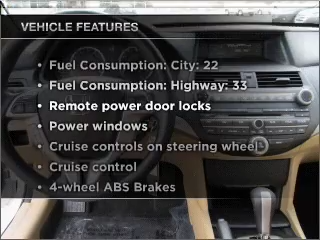 VEHICLE FEATURES
• Fuel Consumption: City: 22
• Fuel Consumption: Highway: 33
• Remote power door locks
• Power windows
• Cruise controls on steering wheel
• Cruise control
• 4-wheel ABS Brakes